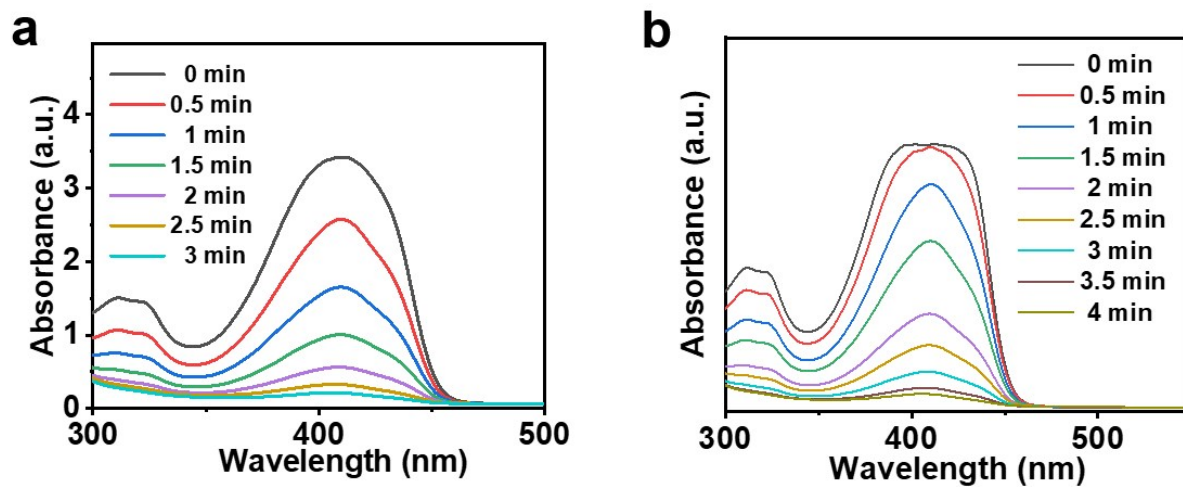 a
Absorbance (a.u.)
4
3
2
1
0
0 min
0.5 min
1 min
1.5 min
2 min
2.5 min
3 min
300
400
500
Wavelength (nm)
b
Absorbance (a.u.)
0 min
0.5 min
1 min
1.5 min
2 min
2.5 min
3 min
3.5 min
4 min
300
400
500
Wavelength (nm)